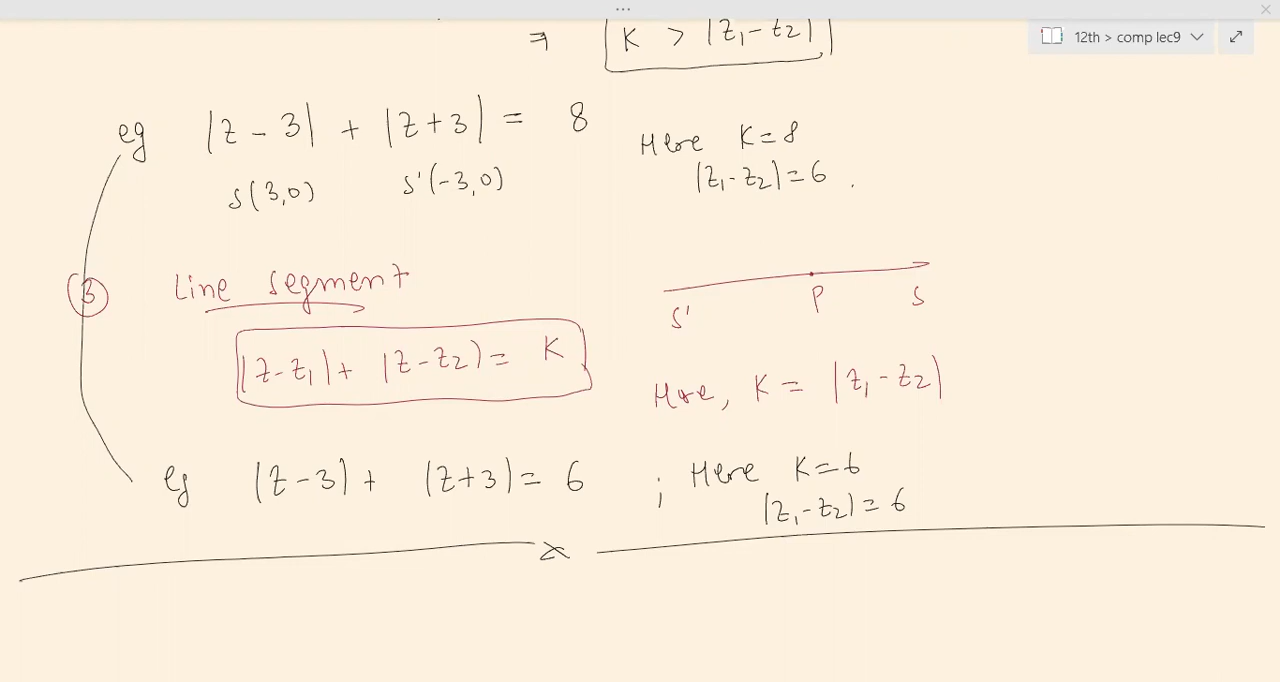 ⇒ K > |z₁ - z₂|
12th > comp lec9
eg |z - 3| + |z + 3| = 8
Here K = 8
|z₁ - z₂| = 6 .
S(3,0) S'(-3,0)
③ Line segment
S' P S
|z - z₁| + |z - z₂| = K
Here, K = |z₁ - z₂|
eg |z - 3| + |z + 3| = 6 ; Here K = 6
|z₁ - z₂| = 6